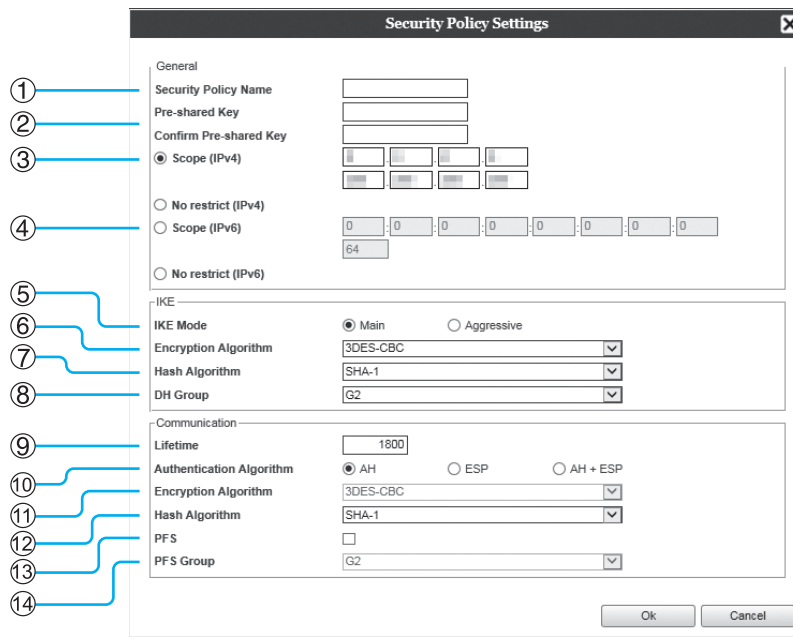 Security Policy Settings
General
① Security Policy Name
Pre-shared Key
②
Confirm Pre-shared Key
③ Scope (IPv4) . . .
. . .
No restrict (IPv4)
④ Scope (IPv6) 0 : 0 : 0 : 0 : 0 : 0 : 0 : 0
64
No restrict (IPv6)
IKE
⑤ IKE Mode Main Aggressive
⑥ Encryption Algorithm 3DES-CBC
⑦ Hash Algorithm SHA-1
⑧ DH Group G2
Communication
⑨ Lifetime 1800
⑩ Authentication Algorithm AH ESP AH + ESP
⑪ Encryption Algorithm 3DES-CBC
⑫ Hash Algorithm SHA-1
⑬ PFS
⑭ PFS Group G2
Ok Cancel